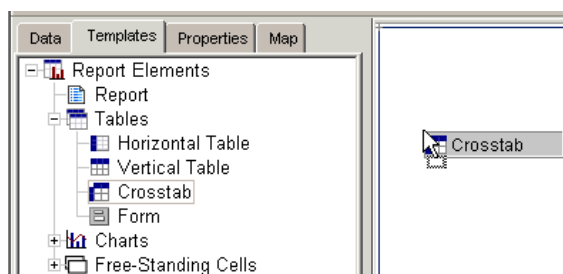 Data Templates Properties Map
Report Elements
Report
Tables
Horizontal Table
Vertical Table
Crosstab
Form
Charts
Free-Standing Cells
Crosstab